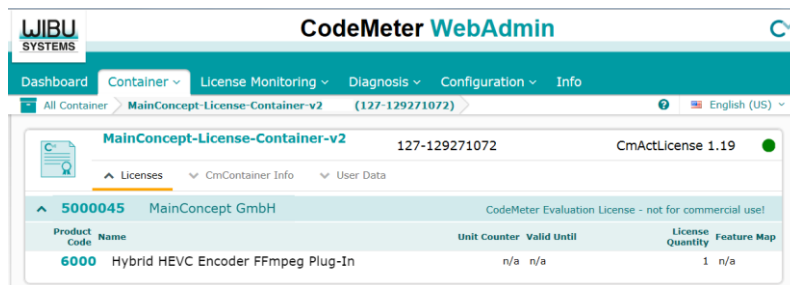 WIBU
SYSTEMS
CodeMeter WebAdmin
Dashboard Container License Monitoring Diagnosis Configuration Info
All Container MainConcept-License-Container-v2 (127-129271072) English (US)
MainConcept-License-Container-v2 127-129271072 CmActLicense 1.19
Licenses CmContainer Info User Data
5000045 MainConcept GmbH CodeMeter Evaluation License - not for commercial use!
Product Code Name Unit Counter Valid Until License Quantity Feature Map
6000 Hybrid HEVC Encoder FFmpeg Plug-In n/a n/a 1 n/a